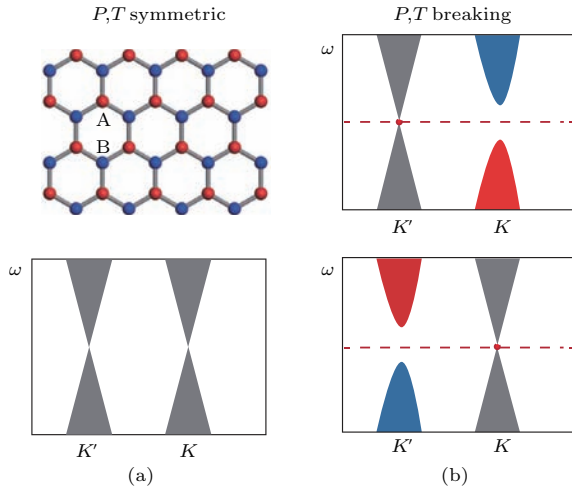 P,T symmetric
A
B
ω
K′ K
(a)
P,T breaking
ω
K′ K
ω
K′ K
(b)